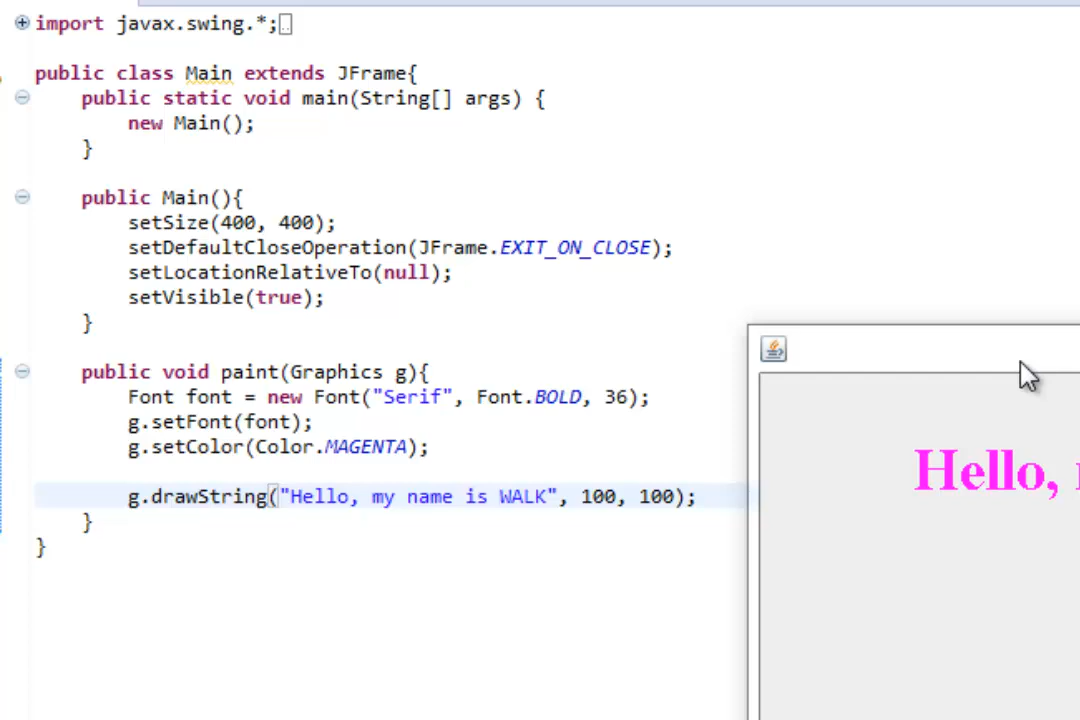 import javax.swing.*;
public class Main extends JFrame{
    public static void main(String[] args) {
        new Main();
    }
    public Main(){
        setSize(400, 400);
        setDefaultCloseOperation(JFrame.EXIT_ON_CLOSE);
        setLocationRelativeTo(null);
        setVisible(true);
    }
    public void paint(Graphics g){
        Font font = new Font("Serif", Font.BOLD, 36);
        g.setFont(font);
        g.setColor(Color.MAGENTA);
        g.drawString("Hello, my name is WALK", 100, 100);
    }
}
Hello,